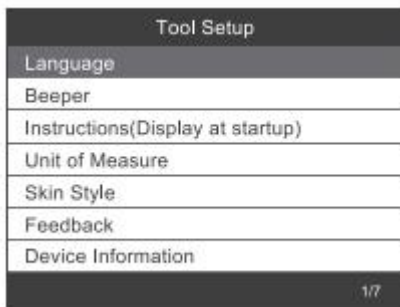 Tool Setup
Language
Beeper
Instructions(Display at startup)
Unit of Measure
Skin Style
Feedback
Device Information
1/7